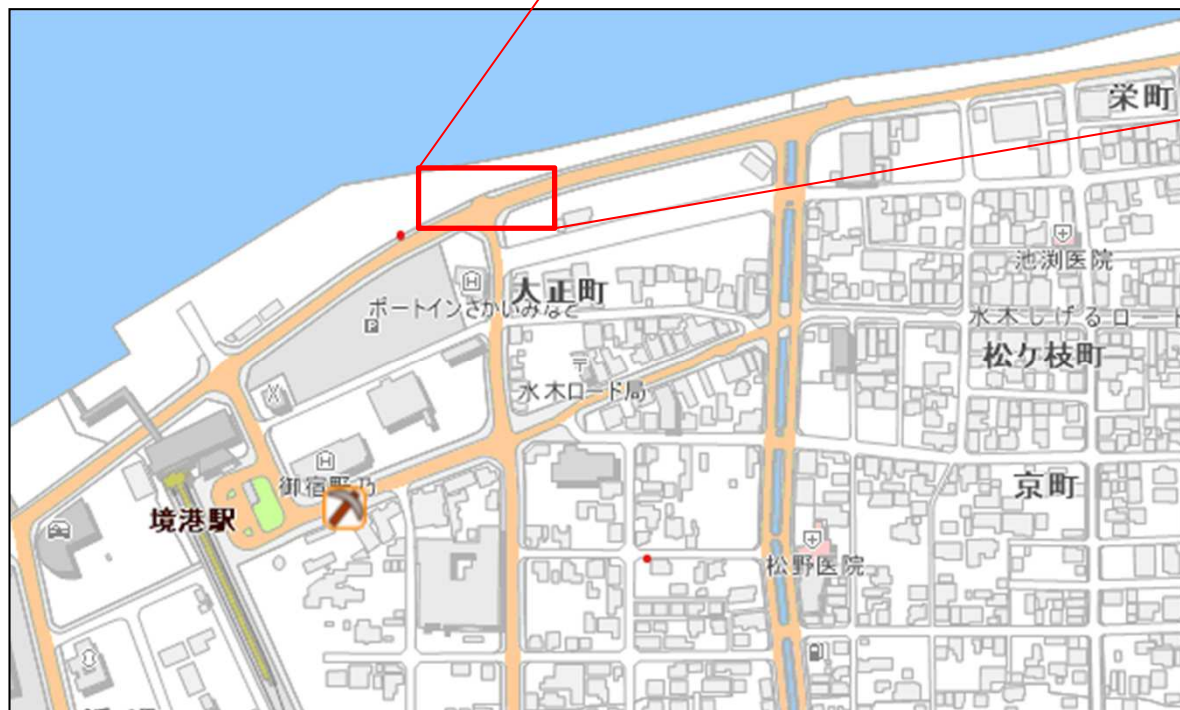 栄町
池渕医院
大正町
ポートインさかいみなと
P
水木しげるロード
松ケ枝町
〒
水木ロード局
京町
御宿野乃
境港駅
松野医院